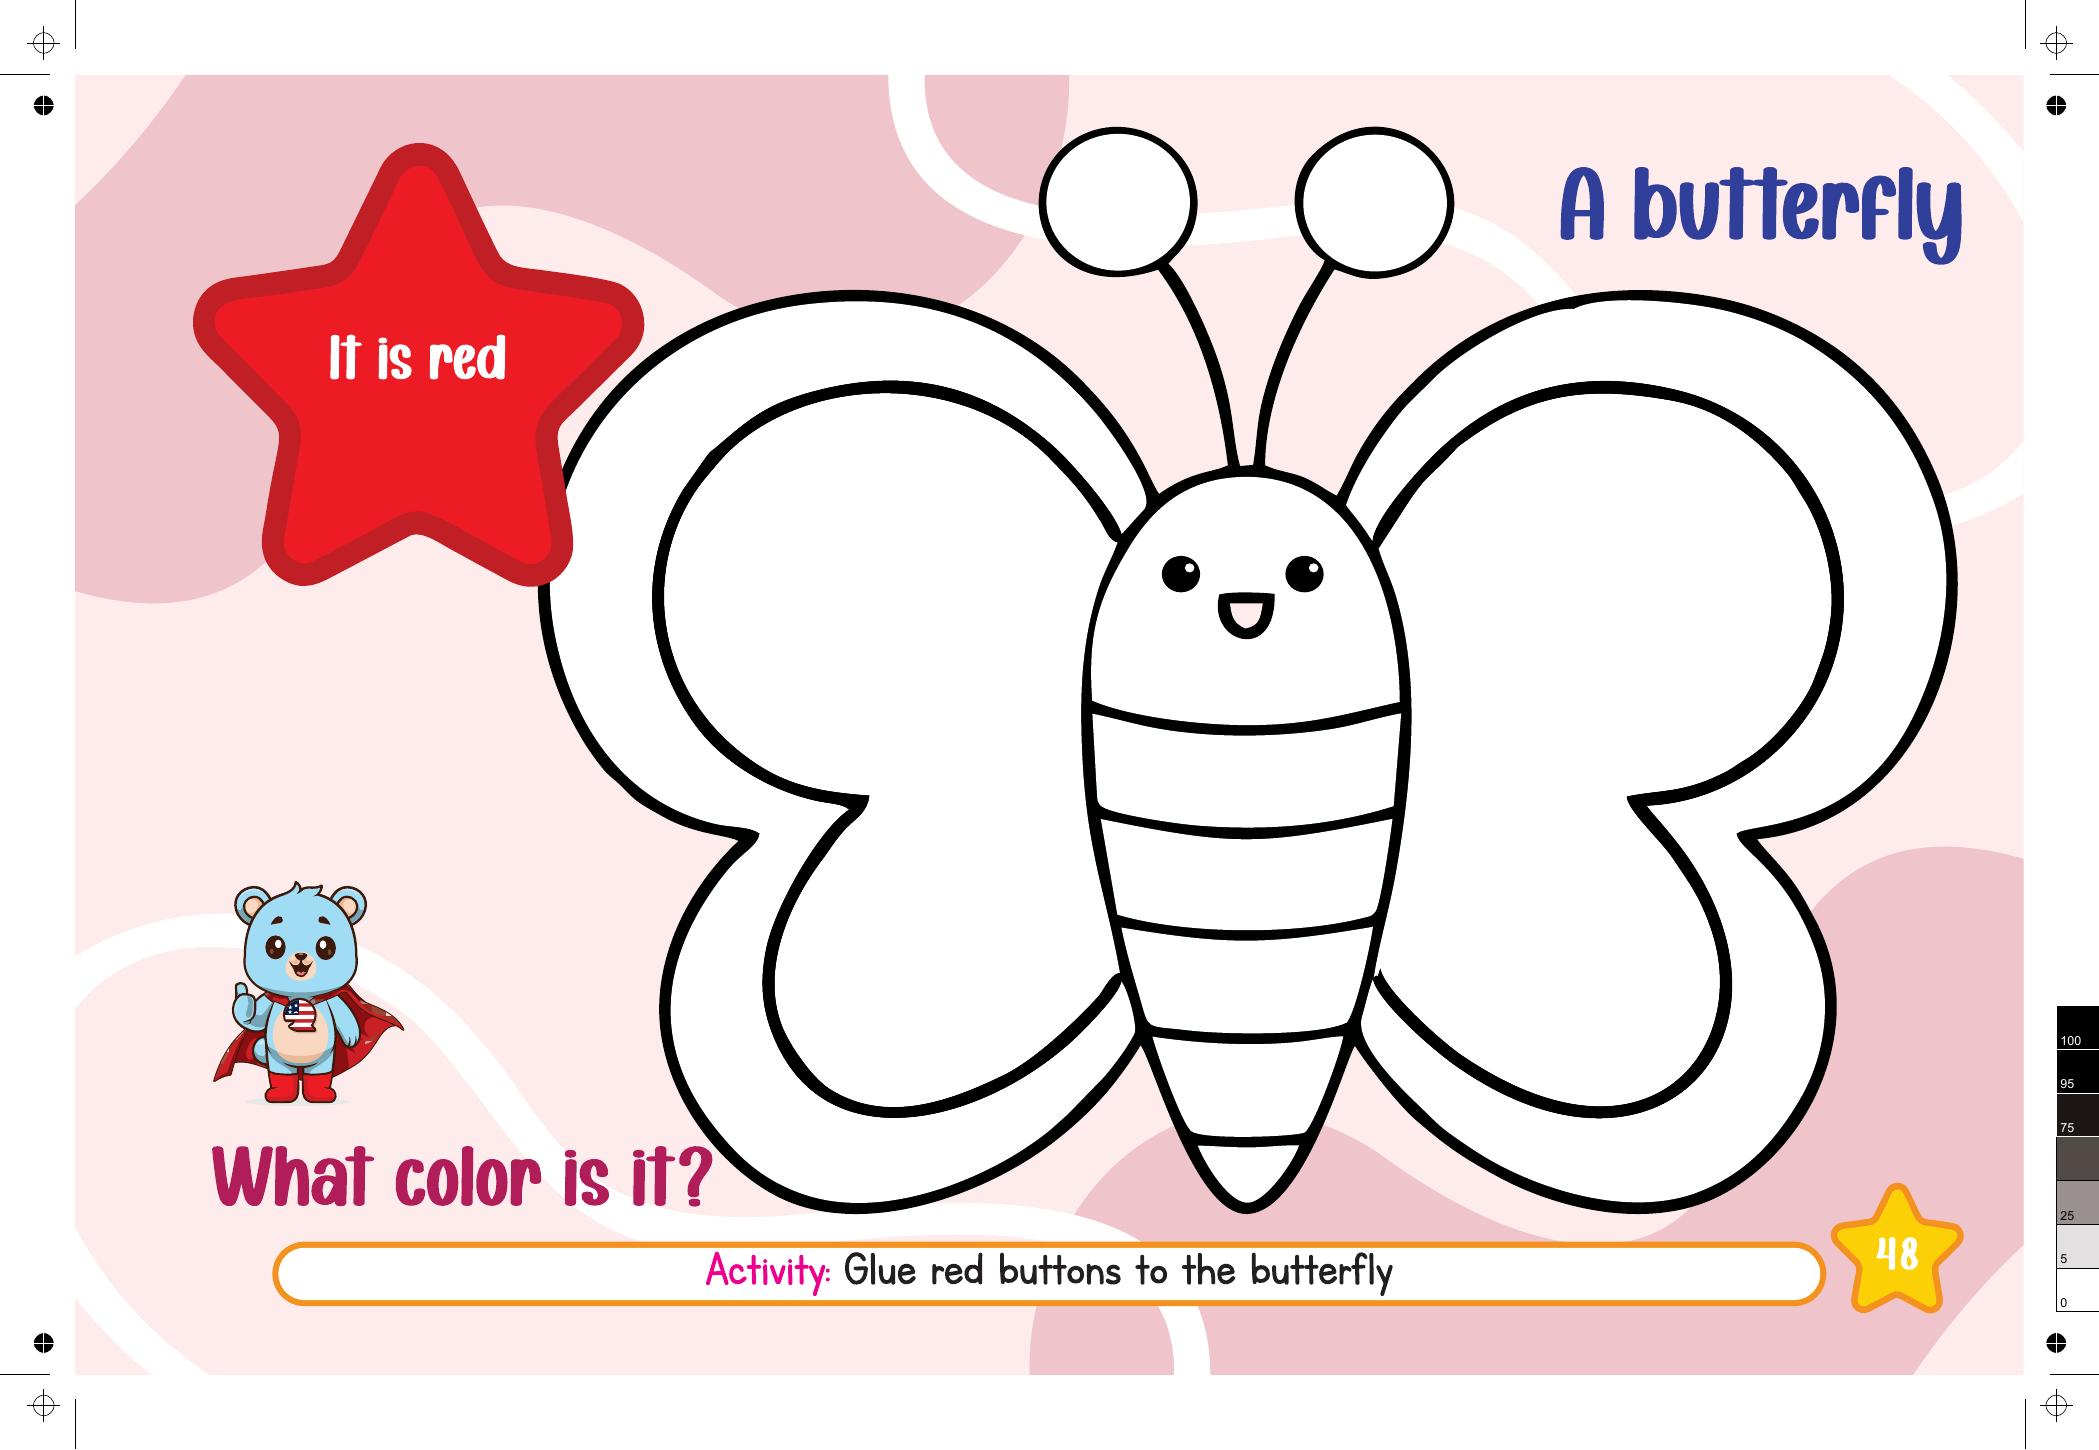 A butterfly
It is red
What color is it?
Activity: Glue red buttons to the butterfly
48
100
95
75
25
5
0